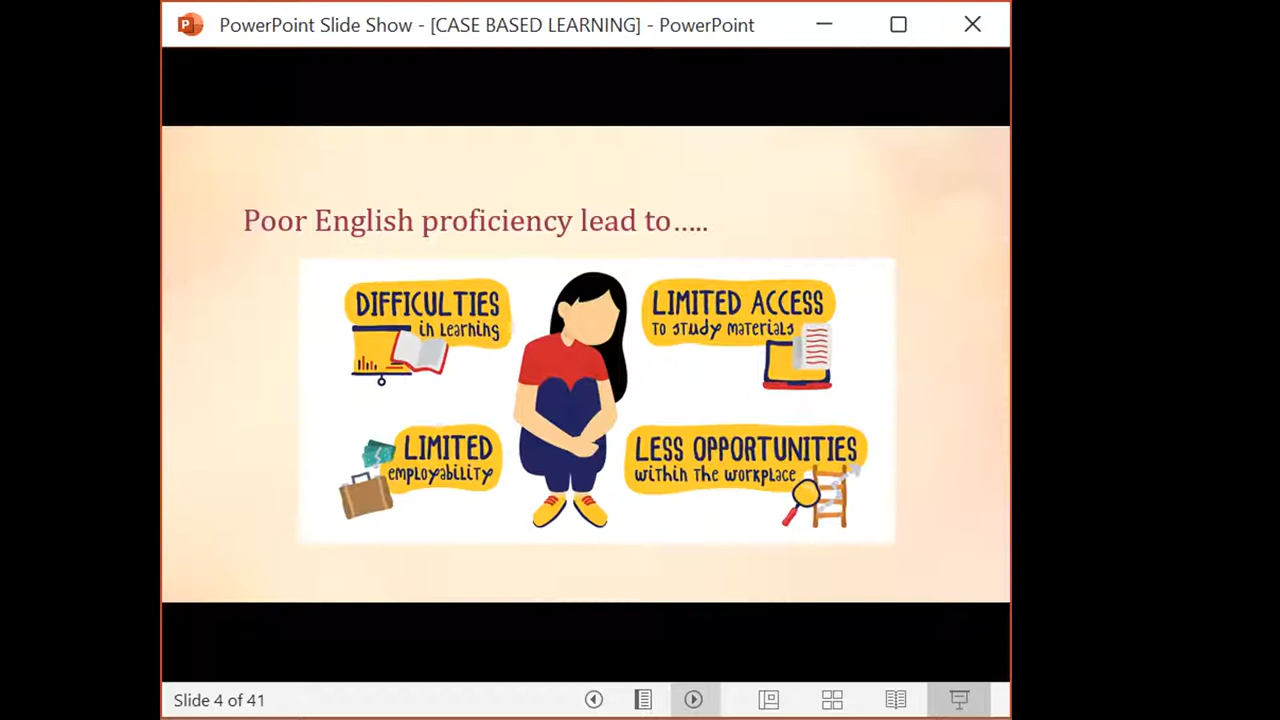 PowerPoint Slide Show - [CASE BASED LEARNING] - PowerPoint
Poor English proficiency lead to.....
DIFFICULTIES
in learning
LIMITED ACCESS
to study materials
LIMITED
employability
LESS OPPORTUNITIES
within the workplace
Slide 4 of 41